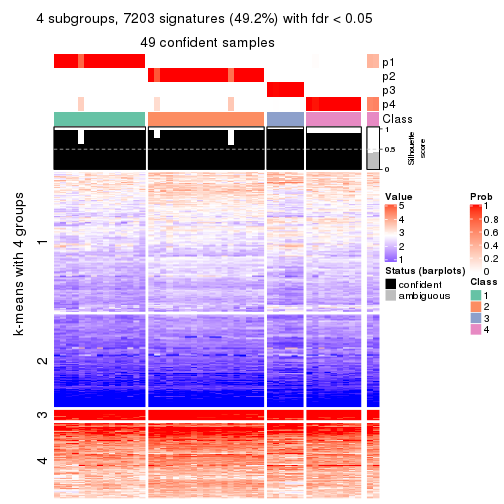 4 subgroups, 7203 signatures (49.2%) with fdr < 0.05
49 confident samples
p1
p2
p3
p4
Class
1
0.5
0
Silhouette
score
k-means with 4 groups
1
2
3
4
Value
5
4
3
2
1
Prob
1
0.8
0.6
0.4
0.2
0
Status (barplots)
confident
ambiguous
Class
1
2
3
4